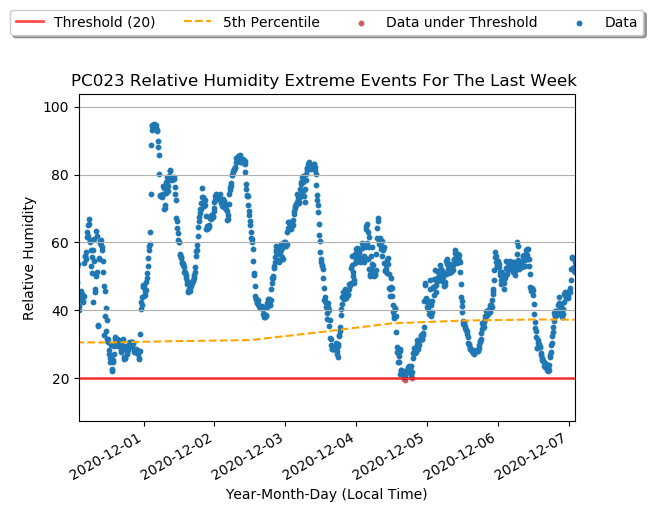 Threshold (20) 5th Percentile Data under Threshold Data
PC023 Relative Humidity Extreme Events For The Last Week
100
80
60
40
20
Relative Humidity
2020-12-01 2020-12-02 2020-12-03 2020-12-04 2020-12-05 2020-12-06 2020-12-07
Year-Month-Day (Local Time)